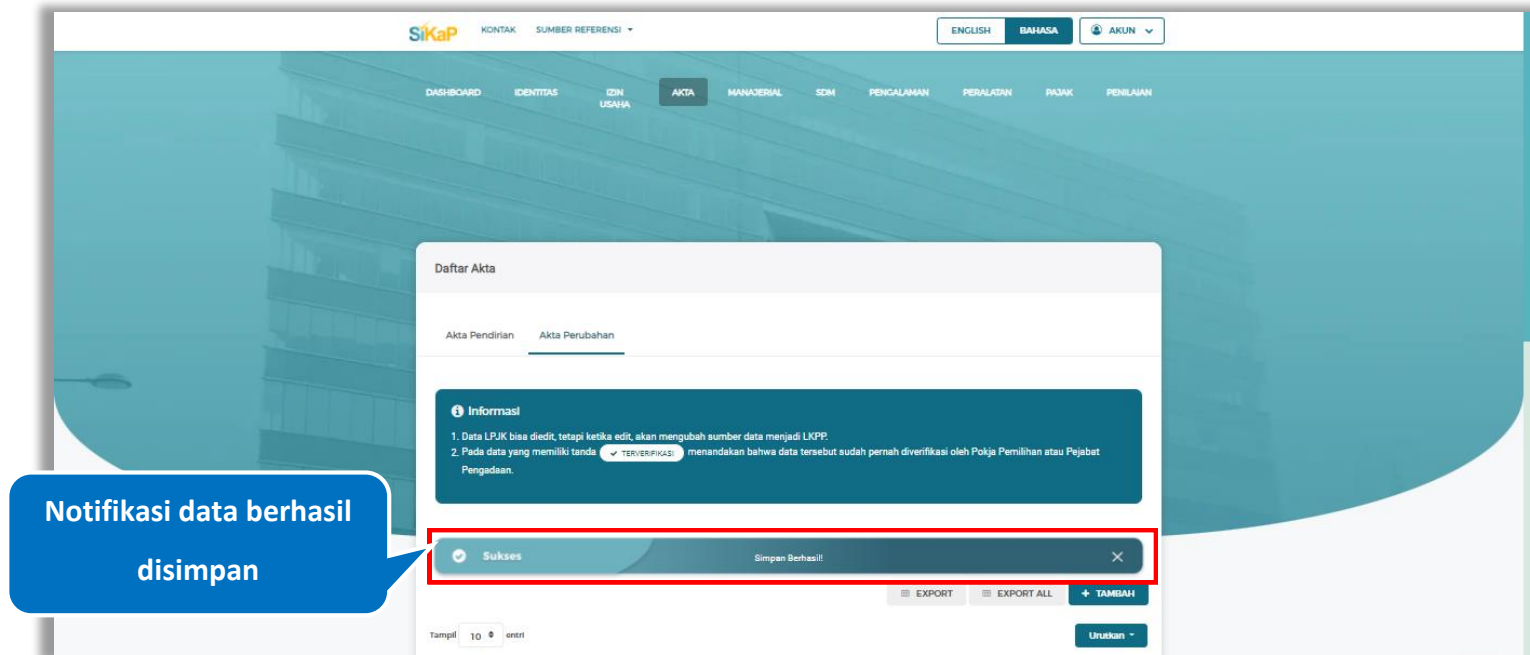 SiKaP KONTAK SUMBER REFERENSI ENGLISH BAHASA AKUN
DASHBOARD IDENTITAS IZIN USAHA AKTA MANAJERIAL SDM PENGALAMAN PERALATAN PAJAK PENILAIAN
Daftar Akta
Akta Pendirian Akta Perubahan
Informasi
1. Data LPJK bisa diedit, tetapi ketika edit, akan mengubah sumber data menjadi LKPP.
2. Pada data yang memiliki tanda TERVERIFIKASI menandakan bahwa data tersebut sudah pernah diverifikasi oleh Pokja Pemilihan atau Pejabat
Pengadaan.
Notifikasi data berhasil
disimpan
Sukses Simpan Berhasil!
EXPORT EXPORT ALL + TAMBAH
Tampil 10 entri Urutkan